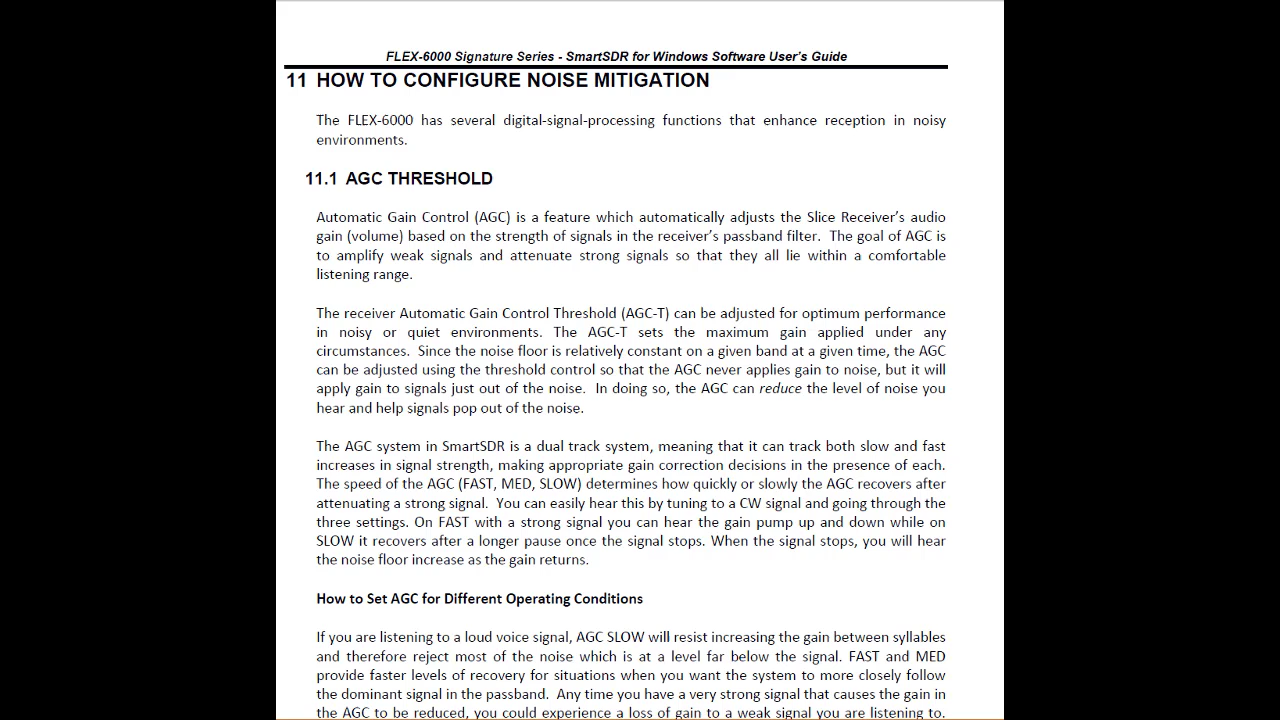 FLEX-6000 Signature Series - SmartSDR for Windows Software User's Guide
11 HOW TO CONFIGURE NOISE MITIGATION
The FLEX-6000 has several digital-signal-processing functions that enhance reception in noisy
environments.
11.1 AGC THRESHOLD
Automatic Gain Control (AGC) is a feature which automatically adjusts the Slice Receiver’s audio
gain (volume) based on the strength of signals in the receiver’s passband filter. The goal of AGC is
to amplify weak signals and attenuate strong signals so that they all lie within a comfortable
listening range.
The receiver Automatic Gain Control Threshold (AGC-T) can be adjusted for optimum performance
in noisy or quiet environments. The AGC-T sets the maximum gain applied under any
circumstances. Since the noise floor is relatively constant on a given band at a given time, the AGC
can be adjusted using the threshold control so that the AGC never applies gain to noise, but it will
apply gain to signals just out of the noise. In doing so, the AGC can reduce the level of noise you
hear and help signals pop out of the noise.
The AGC system in SmartSDR is a dual track system, meaning that it can track both slow and fast
increases in signal strength, making appropriate gain correction decisions in the presence of each.
The speed of the AGC (FAST, MED, SLOW) determines how quickly or slowly the AGC recovers after
attenuating a strong signal. You can easily hear this by tuning to a CW signal and going through the
three settings. On FAST with a strong signal you can hear the gain pump up and down while on
SLOW it recovers after a longer pause once the signal stops. When the signal stops, you will hear
the noise floor increase as the gain returns.
How to Set AGC for Different Operating Conditions
If you are listening to a loud voice signal, AGC SLOW will resist increasing the gain between syllables
and therefore reject most of the noise which is at a level far below the signal. FAST and MED
provide faster levels of recovery for situations when you want the system to more closely follow
the dominant signal in the passband. Any time you have a very strong signal that causes the gain in
the AGC to be reduced, you could experience a loss of gain to a weak signal you are listening to.